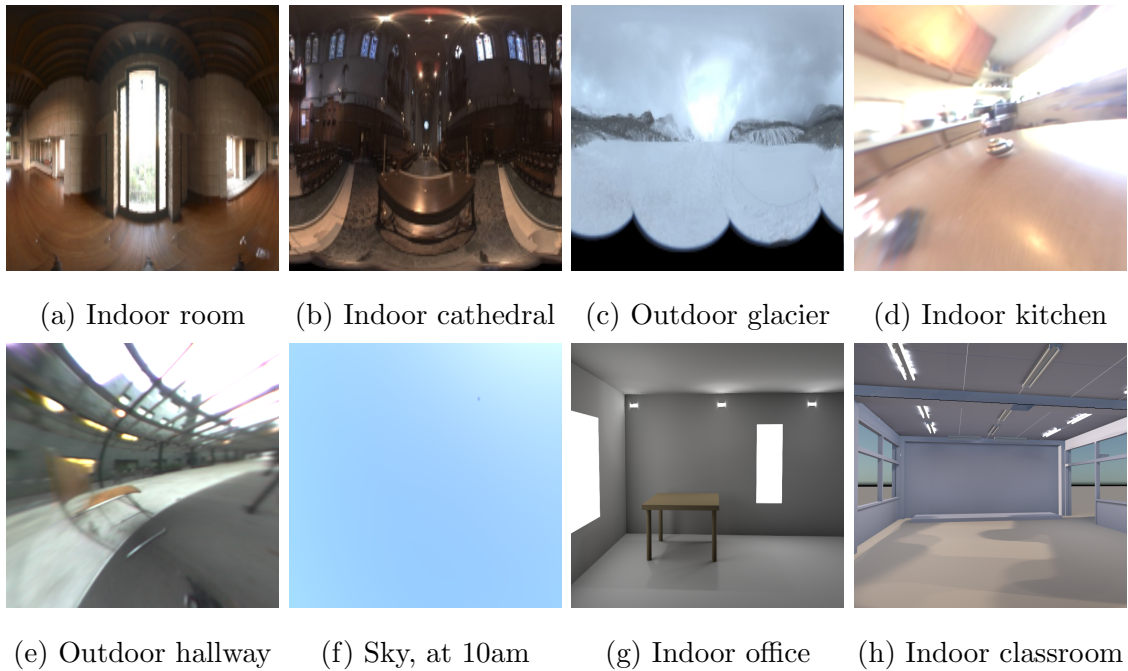 (a) Indoor room
(b) Indoor cathedral
(c) Outdoor glacier
(d) Indoor kitchen
(e) Outdoor hallway
(f) Sky, at 10am
(g) Indoor office
(h) Indoor classroom